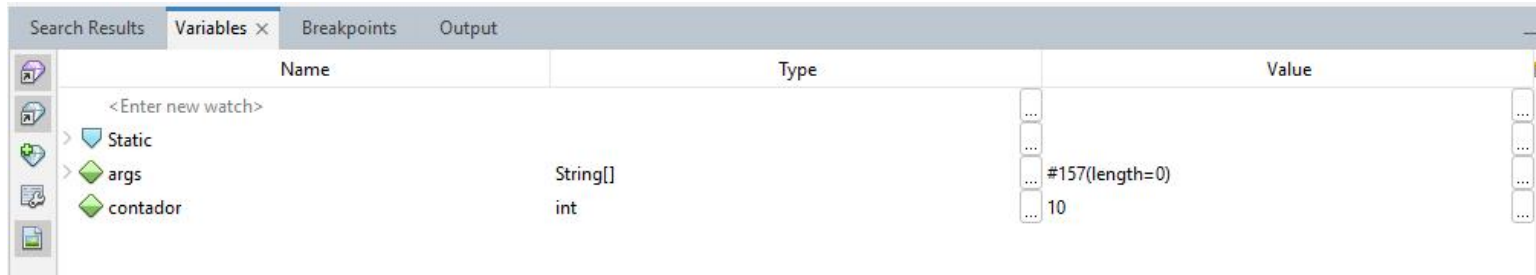 Search Results Variables × Breakpoints Output
Name Type Value
<Enter new watch> ... ...
Static ... ...
args String[] ... #157(length=0) ...
contador int ... 10 ...